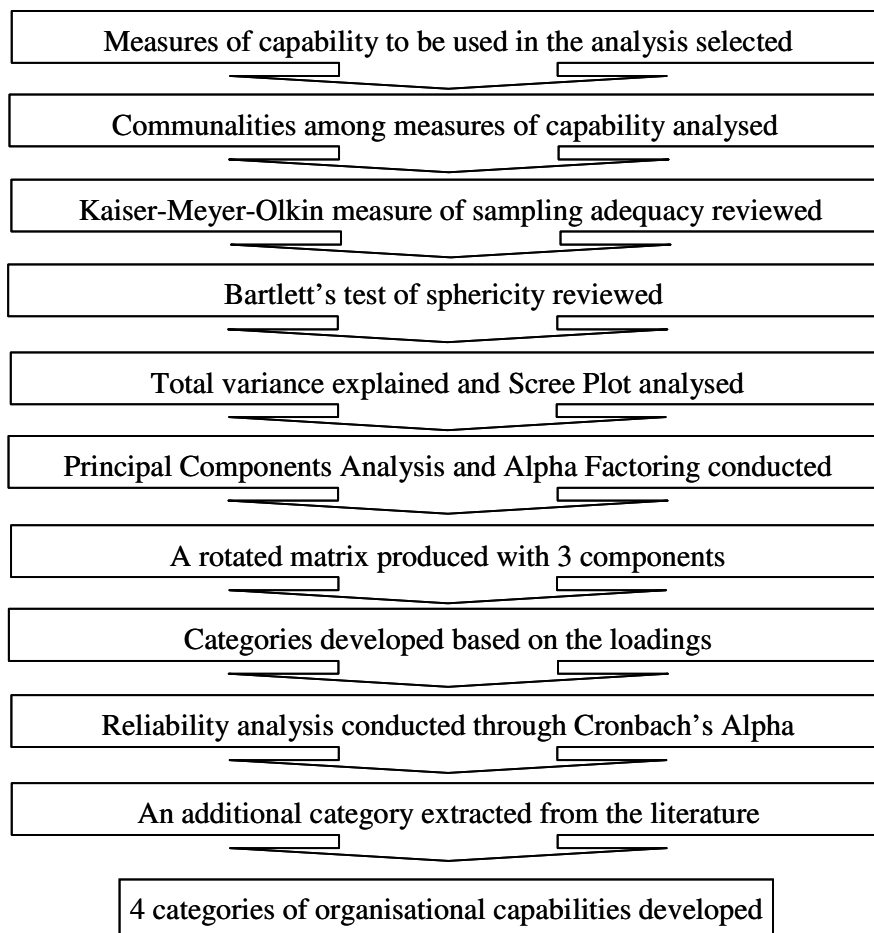 Measures of capability to be used in the analysis selected
Communalities among measures of capability analysed
Kaiser-Meyer-Olkin measure of sampling adequacy reviewed
Bartlett’s test of sphericity reviewed
Total variance explained and Scree Plot analysed
Principal Components Analysis and Alpha Factoring conducted
A rotated matrix produced with 3 components
Categories developed based on the loadings
Reliability analysis conducted through Cronbach’s Alpha
An additional category extracted from the literature
4 categories of organisational capabilities developed